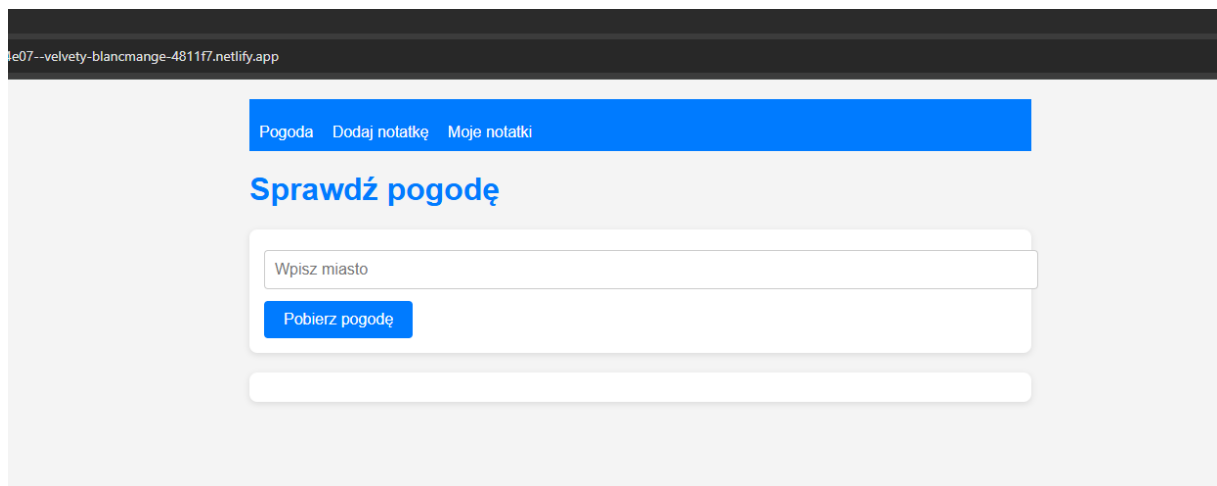 4e07--velvety-blancmange-4811f7.netlify.app
Pogoda Dodaj notatkę Moje notatki
Sprawdź pogodę
Wpisz miasto
Pobierz pogodę